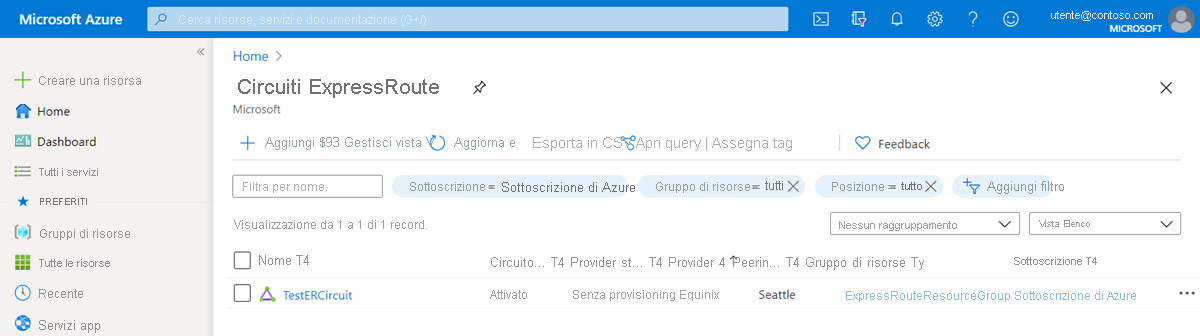 Microsoft Azure
Cerca risorse, servizi e documentazione (G+/)
utente@contoso.com
MICROSOFT
«
Creare una risorsa
Home
Dashboard
Tutti i servizi
PREFERITI
Gruppi di risorse
Tutte le risorse
Recente
Servizi app
Home >
Circuiti ExpressRoute
Microsoft
Aggiungi $93 Gestisci vista V Aggiorna e Esporta in CS Apri query | Assegna tag Feedback
Filtra per nome. Sottoscrizione = Sottoscrizione di Azure Gruppo di risorse = tutti Posizione = tutto Aggiungi filtro
Visualizzazione da 1 a 1 di 1 record. Nessun raggruppamento Vista Elenco
Nome T4 Circuito... T4 Provider st... T4 Provider 4 Peerin... T4 Gruppo di risorse Ty Sottoscrizione T4
TestERCircuit Attivato Senza provisioning Equinix Seattle ExpressRouteResourceGroup Sottoscrizione di Azure